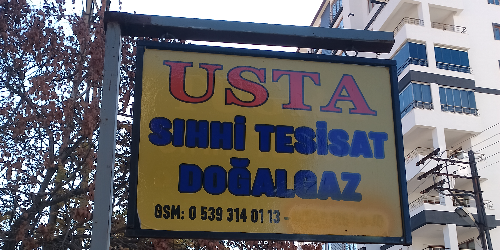 USTA
SIHHİ TESİSAT
DOĞALGAZ
GSM: 0 539 314 01 13 -